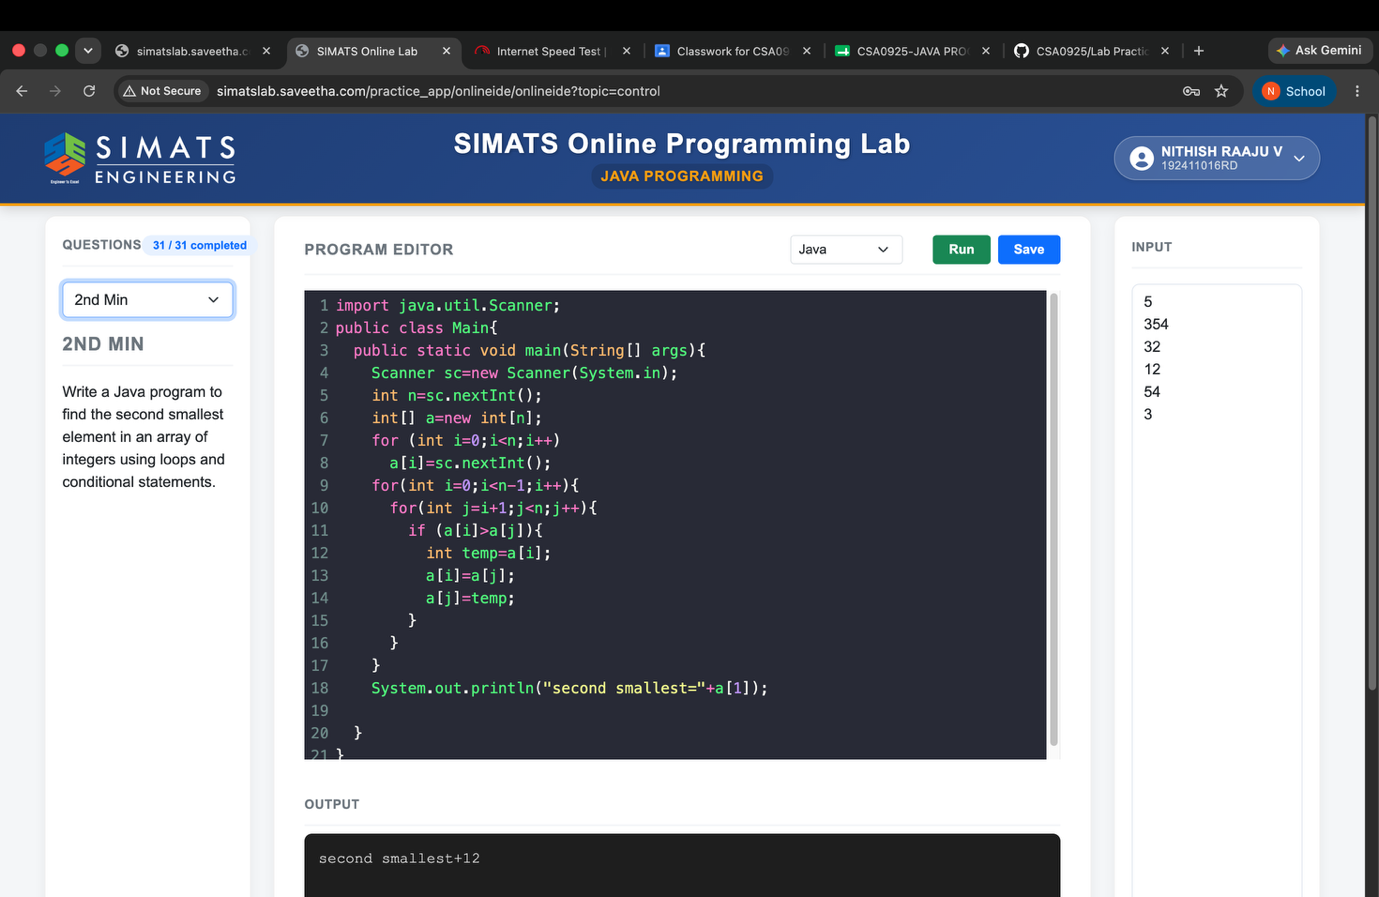 simatslab.saveetha.c
SIMATS Online Lab
Internet Speed Test |
Classwork for CSA09
CSA0925-JAVA PRO
CSA0925/Lab Practic
Ask Gemini
Not Secure
simatslab.saveetha.com/practice_app/onlineide/onlineide?topic=control
N School
SIMATS
ENGINEERING
Engineer to Excel
SIMATS Online Programming Lab
JAVA PROGRAMMING
NITHISH RAAJU V
192411016RD
QUESTIONS 31 / 31 completed
2nd Min
2ND MIN
Write a Java program to
find the second smallest
element in an array of
integers using loops and
conditional statements.
PROGRAM EDITOR
Java
Run
Save
1 import java.util.Scanner;
2 public class Main{
3 public static void main(String[] args){
4 Scanner sc=new Scanner(System.in);
5 int n=sc.nextInt();
6 int[] a=new int[n];
7 for (int i=0;i<n;i++)
8 a[i]=sc.nextInt();
9 for(int i=0;i<n-1;i++){
10 for(int j=i+1;j<n;j++){
11 if (a[i]>a[j]){
12 int temp=a[i];
13 a[i]=a[j];
14 a[j]=temp;
15 }
16 }
17 }
18 System.out.println("second smallest="+a[1]);
19
20 }
21 }
OUTPUT
second smallest+12
INPUT
5
354
32
12
54
3